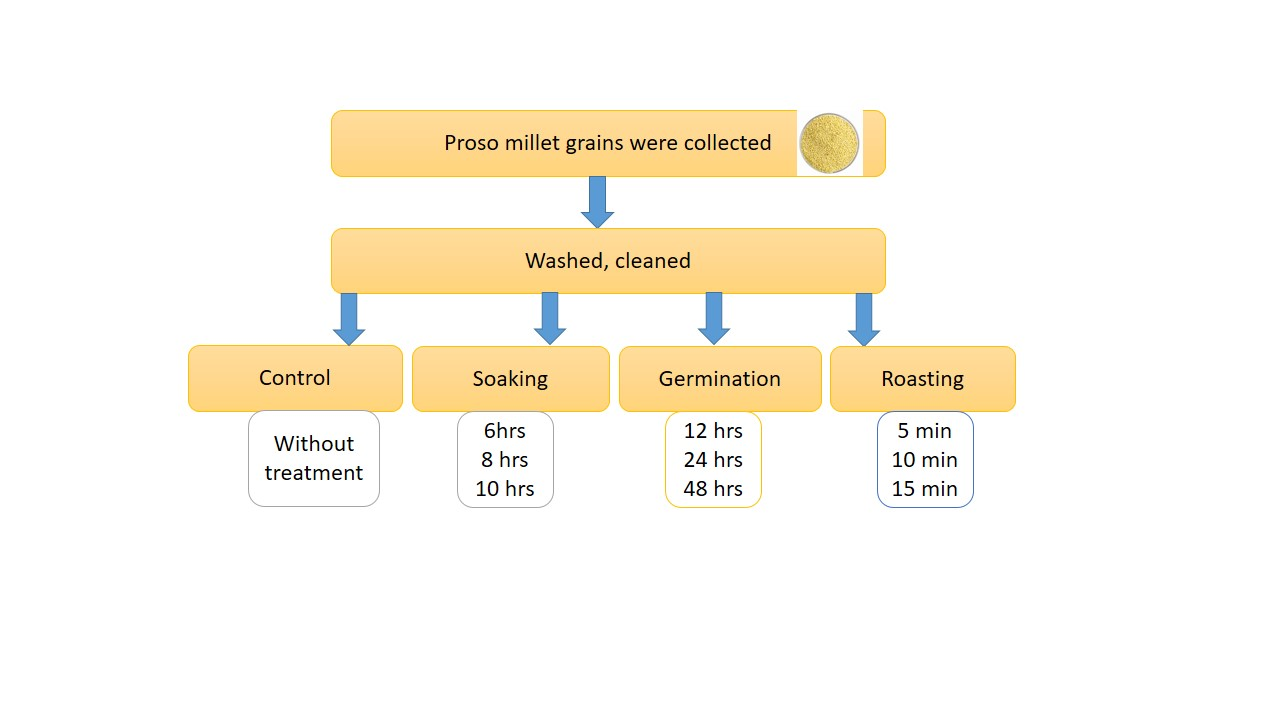 Proso millet grains were collected
Washed, cleaned
Control
Soaking
Germination
Roasting
Without
treatment
6hrs
8 hrs
10 hrs
12 hrs
24 hrs
48 hrs
5 min
10 min
15 min